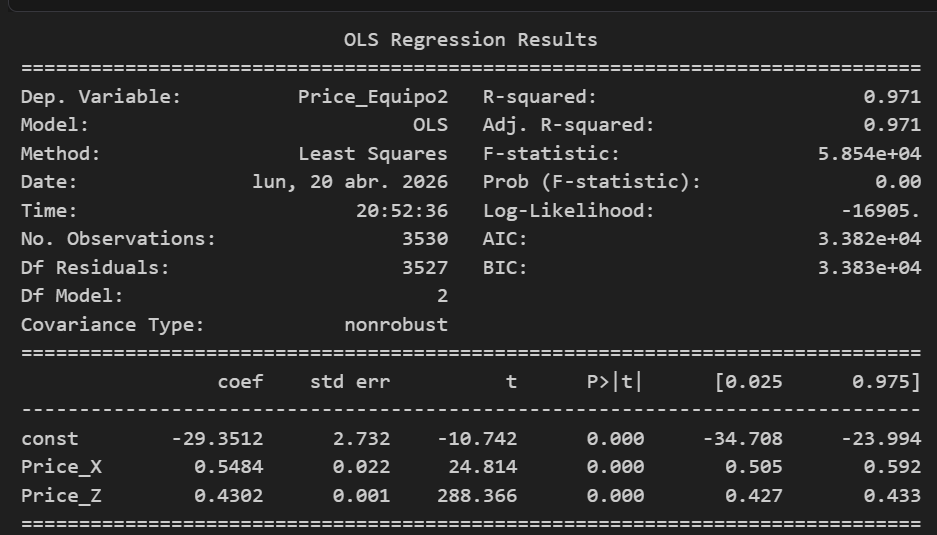 OLS Regression Results
==============================================================================
Dep. Variable:           Price_Equipo2   R-squared:                       0.971
Model:                             OLS   Adj. R-squared:                  0.971
Method:                  Least Squares   F-statistic:                 5.854e+04
Date:               lun, 20 abr. 2026   Prob (F-statistic):               0.00
Time:                         20:52:36   Log-Likelihood:                -16905.
No. Observations:                 3530   AIC:                         3.382e+04
Df Residuals:                     3527   BIC:                         3.383e+04
Df Model:                            2
Covariance Type:             nonrobust
==============================================================================
coef    std err          t      P>|t|      [0.025      0.975]
------------------------------------------------------------------------------
const        -29.3512      2.732    -10.742      0.000     -34.708     -23.994
Price_X        0.5484      0.022     24.814      0.000       0.505       0.592
Price_Z        0.4302      0.001    288.366      0.000       0.427       0.433
==============================================================================